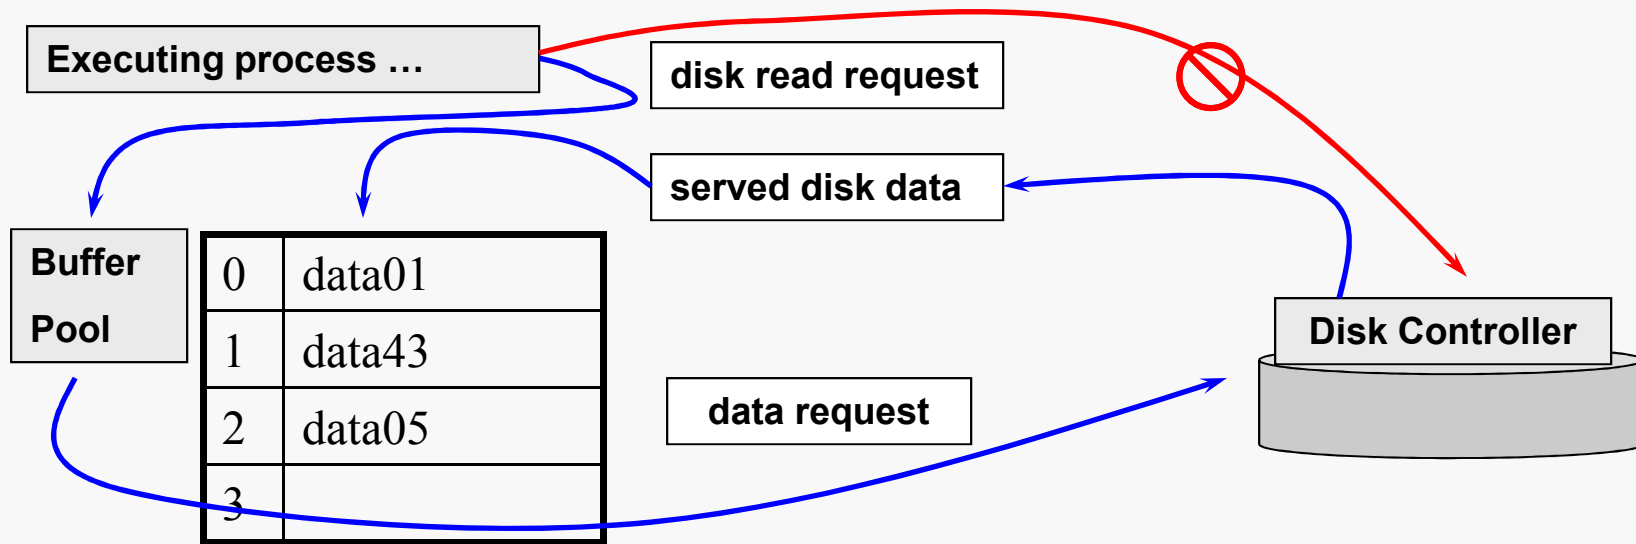 Executing process …
disk read request
served disk data
Buffer
Pool
0 data01
1 data43
2 data05
3
Disk Controller
data request